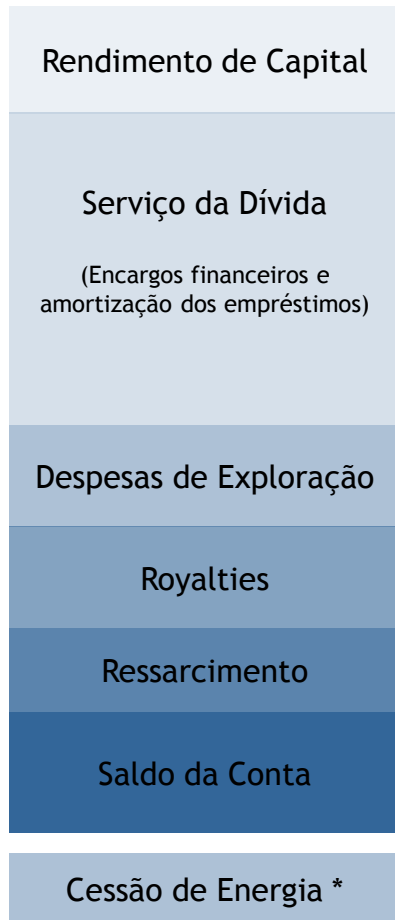 Rendimento de Capital
Serviço da Dívida
(Encargos financeiros e
amortização dos empréstimos)
Despesas de Exploração
Royalties
Ressarcimento
Saldo da Conta
Cessão de Energia *